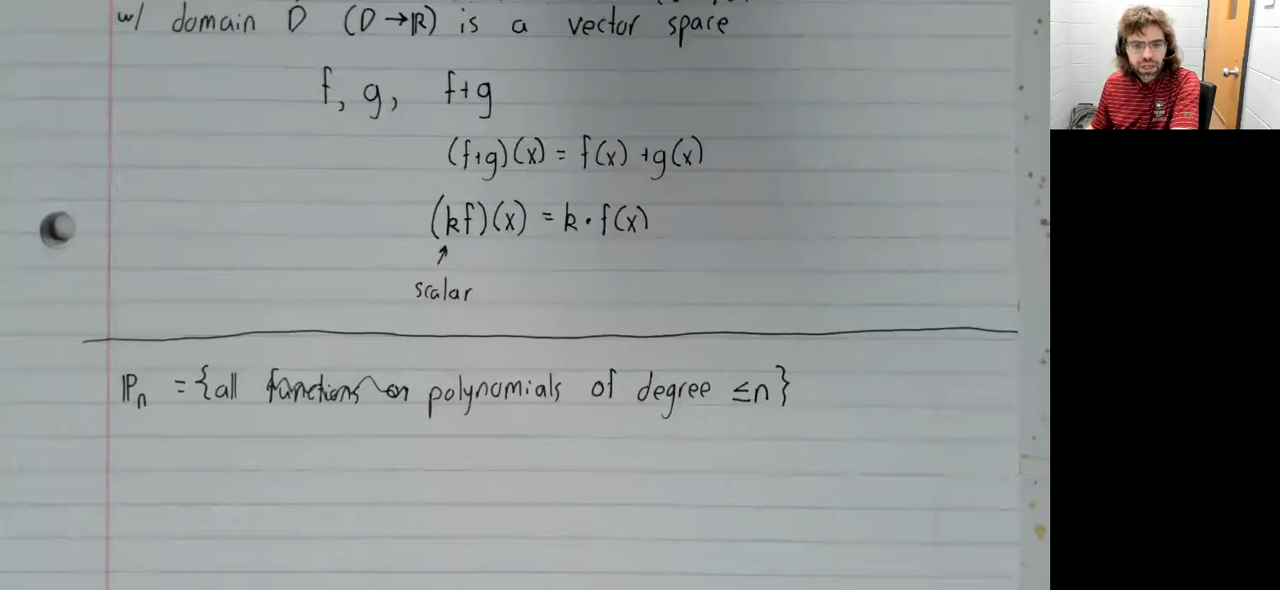 w/ domain D (D→ℝ) is a vector space
f, g, f+g
(f+g)(x) = f(x) + g(x)
(kf)(x) = k · f(x)
↑
scalar
ℙₙ = {all functions on polynomials of degree ≤n}